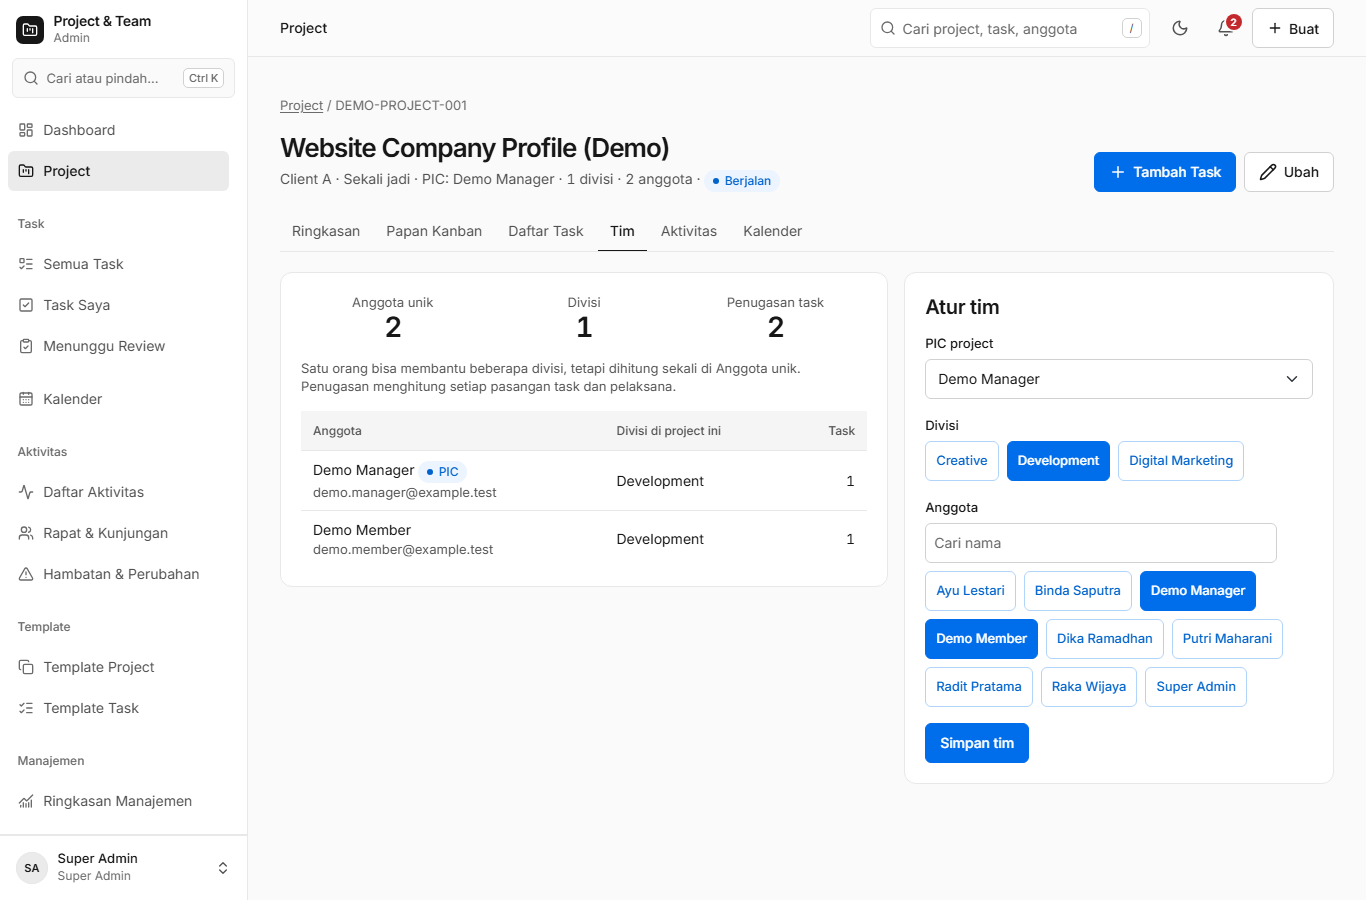 Project & Team
Admin
Cari atau pindah...
Ctrl K
Dashboard
Project
Task
Semua Task
Task Saya
Menunggu Review
Kalender
Aktivitas
Daftar Aktivitas
Rapat & Kunjungan
Hambatan & Perubahan
Template
Template Project
Template Task
Manajemen
Ringkasan Manajemen
SA
Super Admin
Super Admin
Project
Cari project, task, anggota
/
2
Buat
Project / DEMO-PROJECT-001
Website Company Profile (Demo)
Client A · Sekali jadi · PIC: Demo Manager · 1 divisi · 2 anggota · Berjalan
Tambah Task
Ubah
Ringkasan
Papan Kanban
Daftar Task
Tim
Aktivitas
Kalender
Anggota unik
2
Divisi
1
Penugasan task
2
Satu orang bisa membantu beberapa divisi, tetapi dihitung sekali di Anggota unik.
Penugasan menghitung setiap pasangan task dan pelaksana.
Anggota Divisi di project ini Task
Demo Manager PIC
demo.manager@example.test
Development
1
Demo Member
demo.member@example.test
Development
1
Atur tim
PIC project
Demo Manager
Divisi
Creative
Development
Digital Marketing
Anggota
Cari nama
Ayu Lestari
Binda Saputra
Demo Manager
Demo Member
Dika Ramadhan
Putri Maharani
Radit Pratama
Raka Wijaya
Super Admin
Simpan tim